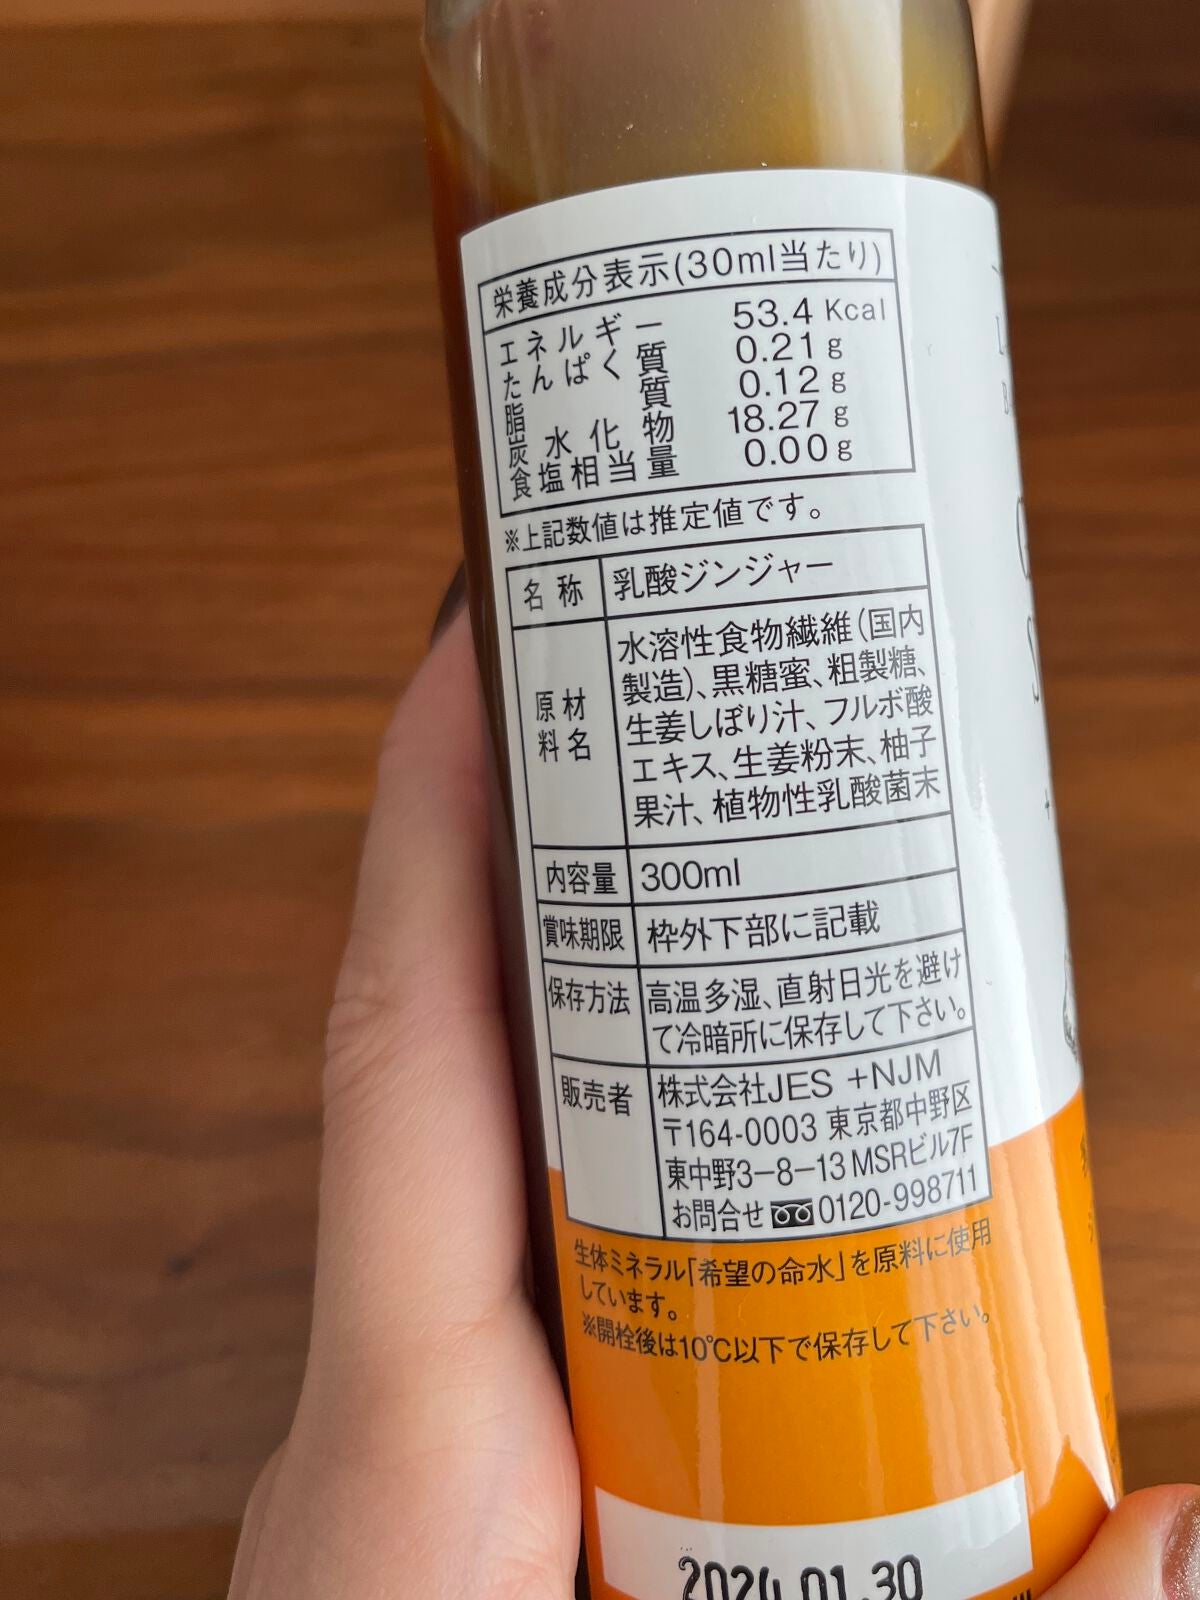 栄養成分表示(30ml当たり)
エネルギー 53.4 Kcal
たんぱく質 0.21 g
脂質 0.12 g
炭水化物 18.27 g
食塩相当量 0.00 g
※上記数値は推定値です。
名称 乳酸ジンジャー
原材料名 水溶性食物繊維(国内
製造)、黒糖蜜、粗製糖、
生姜しぼり汁、フルボ酸
エキス、生姜粉末、柚子
果汁、植物性乳酸菌末
内容量 300ml
賞味期限 枠外下部に記載
保存方法 高温多湿、直射日光を避け
て冷暗所に保存して下さい。
販売者 株式会社JES +NJM
〒164-0003 東京都中野区
東中野3-8-13 MSRビル7F
お問合せ 0120-998711
生体ミネラル「希望の命水」を原料に使用
しています。
※開栓後は10℃以下で保存して下さい。
2024.01.30